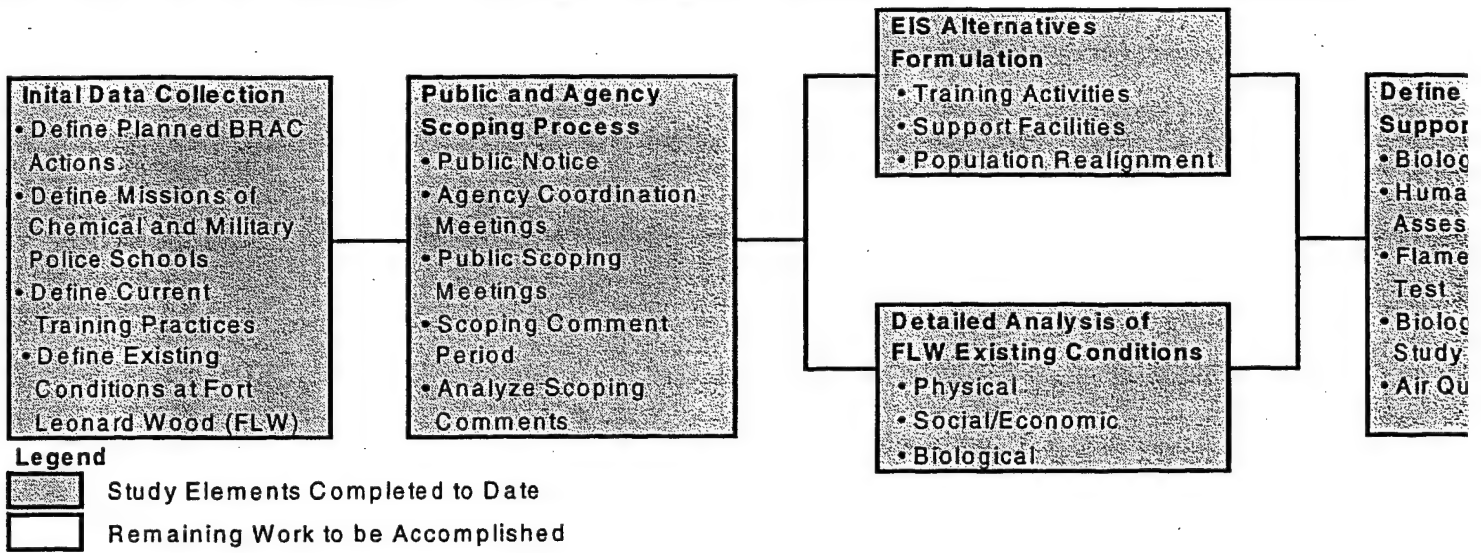 Inital Data Collection
• Define Planned BRAC
Actions
• Define Missions of
Chemical and Military
Police Schools
• Define Current
Training Practices
• Define Existing
Conditions at Fort
Leonard Wood (FLW)
Public and Agency
Scoping Process
• Public Notice
• Agency Coordination
Meetings
• Public Scoping
Meetings
• Scoping Comment
Period
• Analyze Scoping
Comments
EIS Alternatives
Formulation
• Training Activities
• Support Facilities
• Population Realignment
Detailed Analysis of
FLW Existing Conditions
• Physical
• Social/Economic
• Biological
Define
Suppor
• Biolog
• Huma
Asses
• Flame
Test
• Biolog
Study
• Air Qu
Legend
Study Elements Completed to Date
Remaining Work to be Accomplished